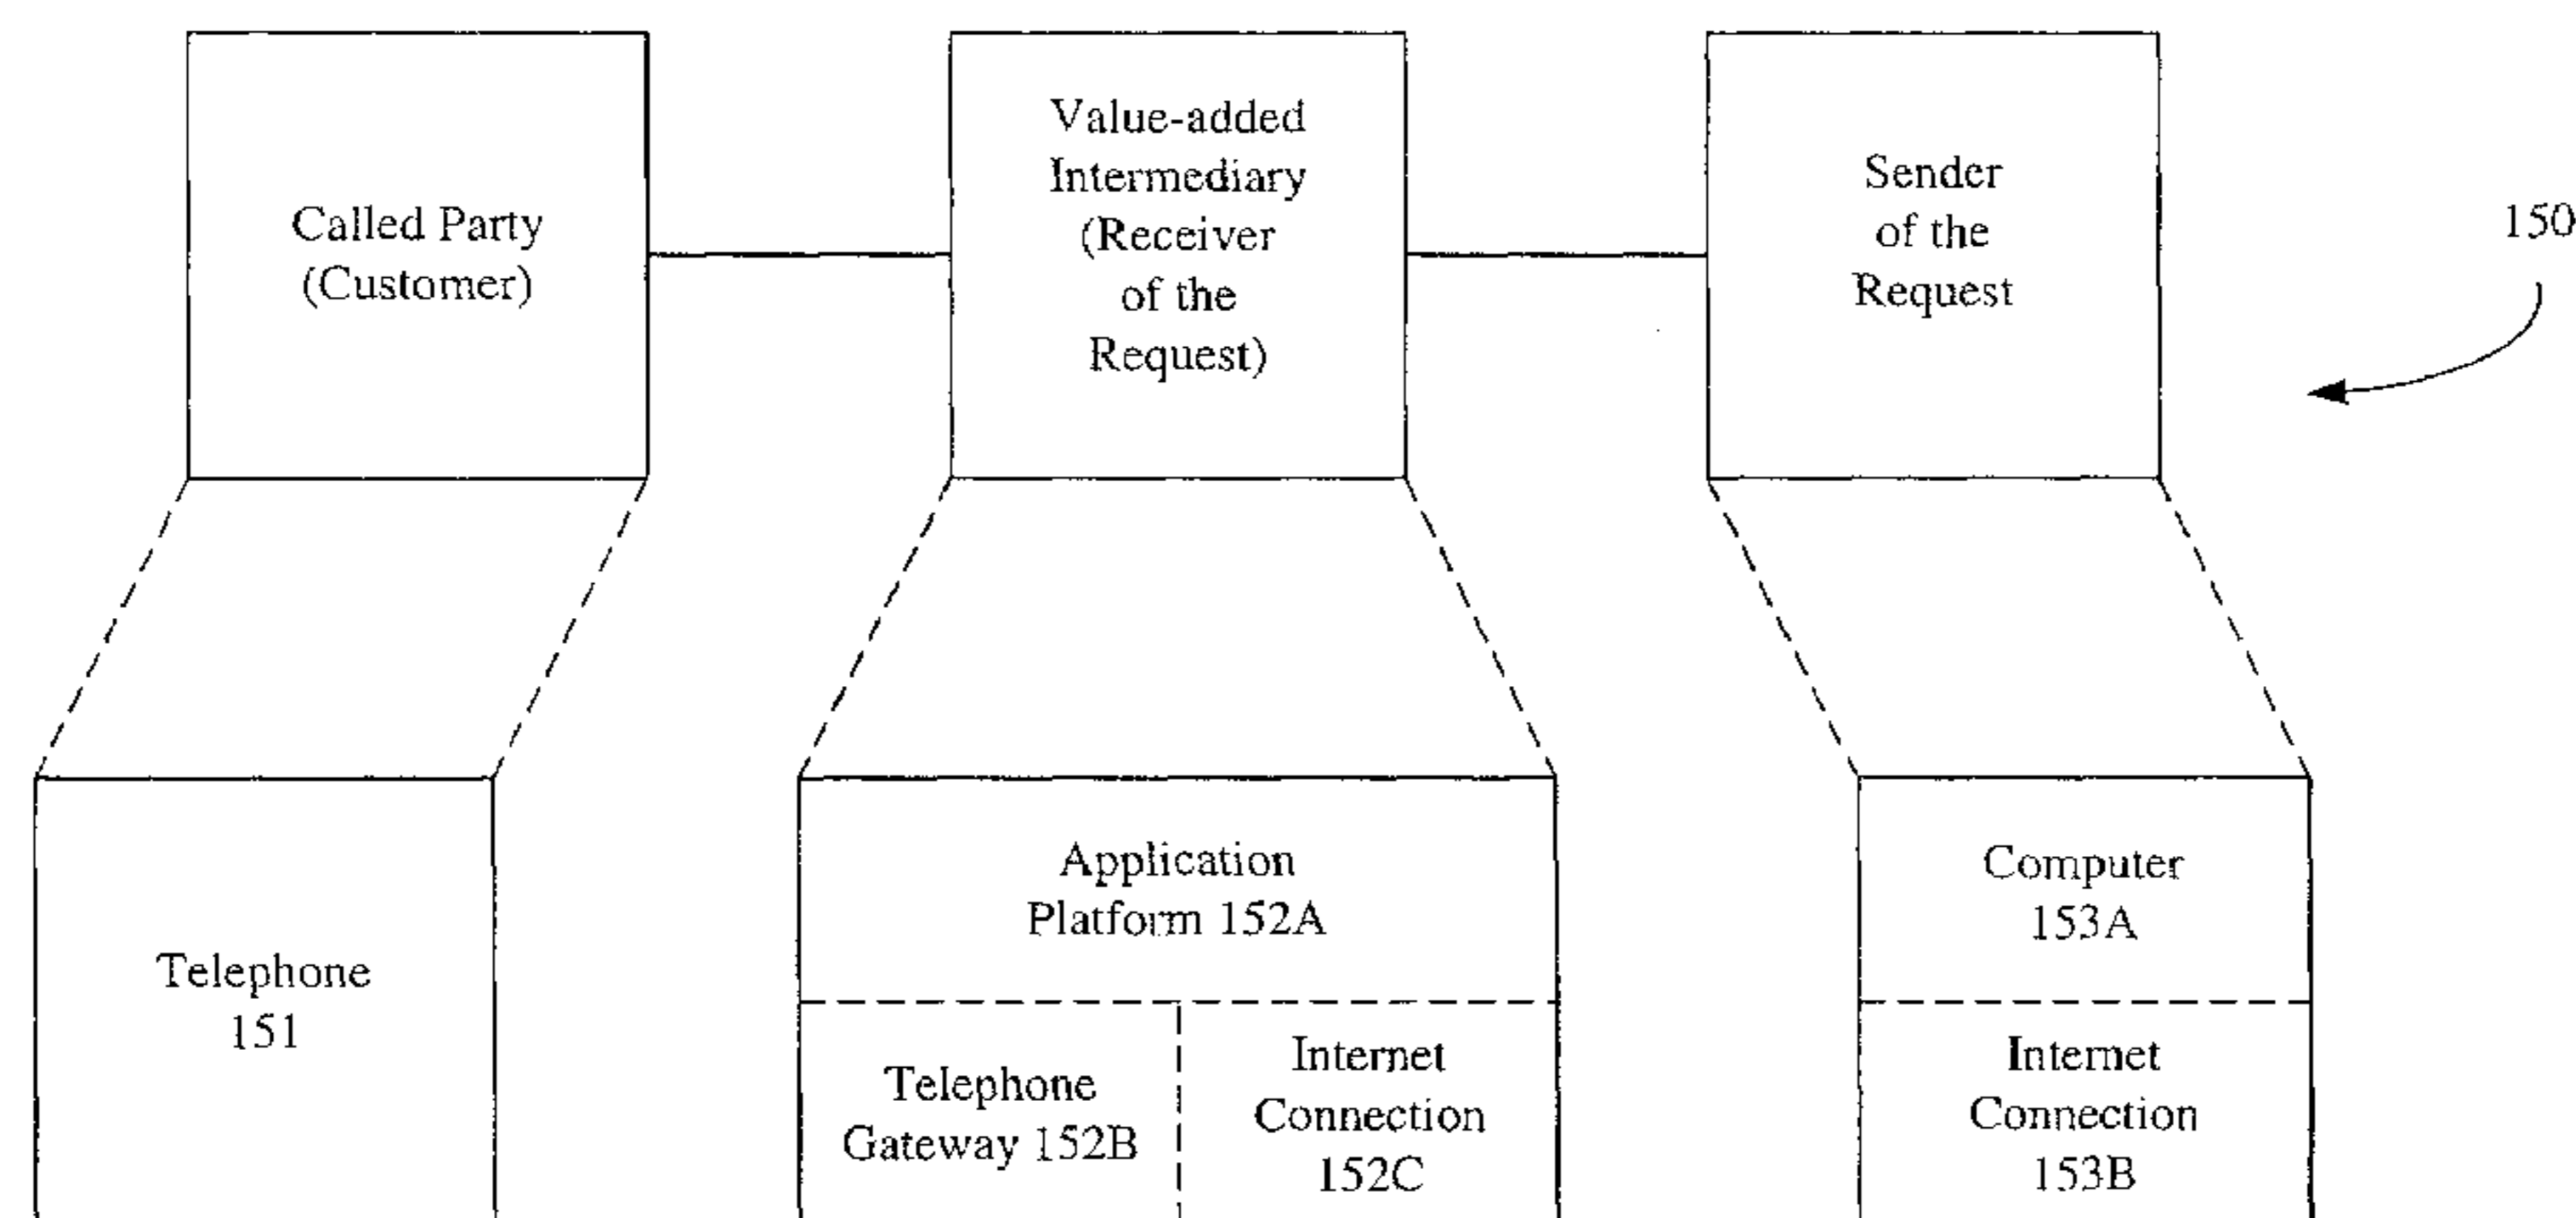 Called Party
(Customer)
Value-added
Intermediary
(Receiver
of the
Request)
Sender
of the
Request
150
Telephone
151
Application
Platform 152A
Telephone
Gateway 152B
Internet
Connection
152C
Computer
153A
Internet
Connection
153B